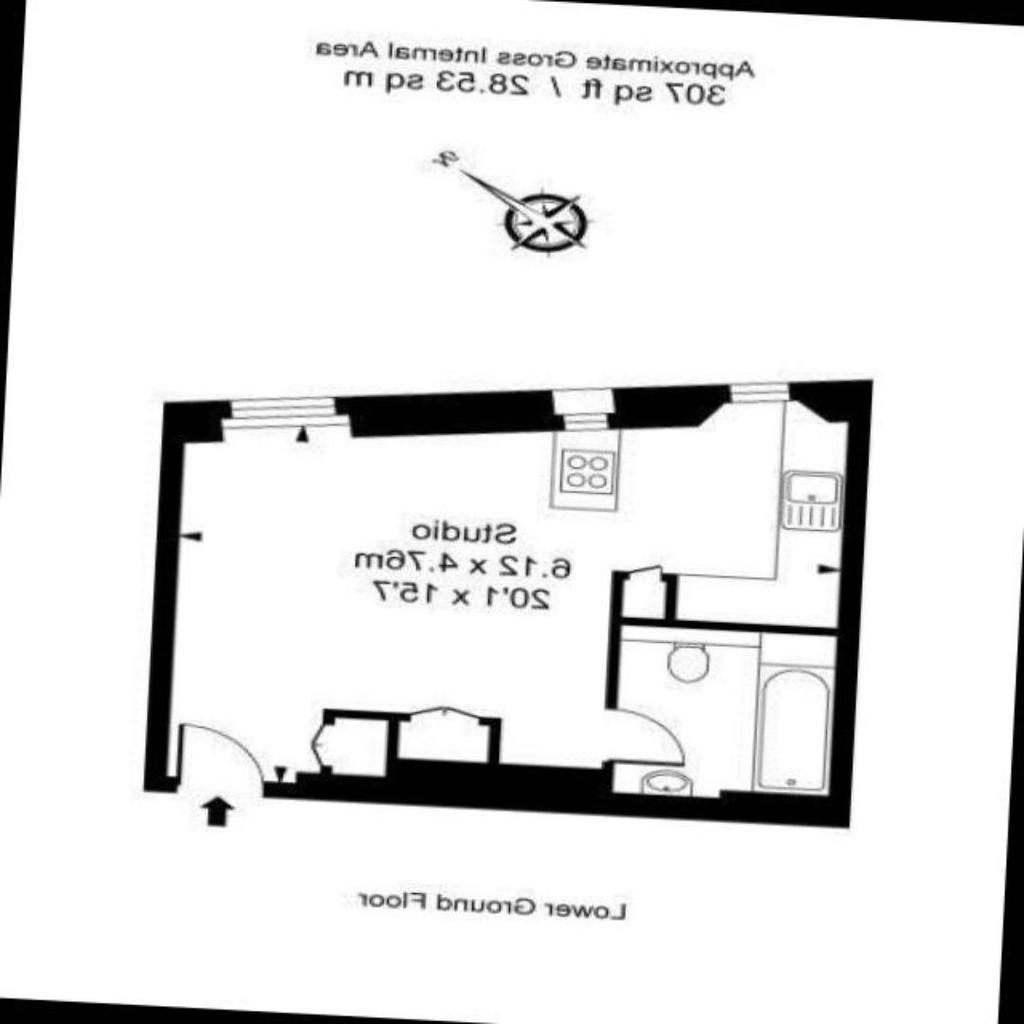 Approximate Gross Internal Area
307 sq ft / 28.53 sq m
N
Studio
6.12 x 4.76m
20'1 x 15'7
Lower Ground Floor